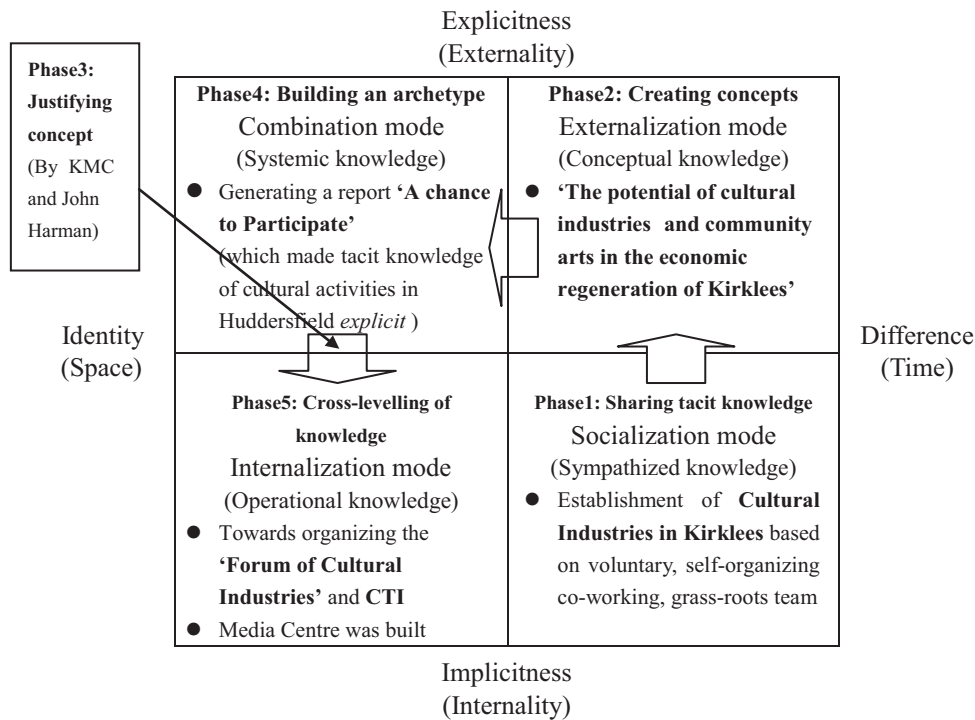 Explicitness
(Externality)
Phase3:
Justifying
concept
(By KMC
and John
Harman)
Phase4: Building an archetype
Combination mode
(Systemic knowledge)
● Generating a report ‘A chance
to Participate’
(which made tacit knowledge
of cultural activities in
Huddersfield explicit )
Phase2: Creating concepts
Externalization mode
(Conceptual knowledge)
● ‘The potential of cultural
industries and community
arts in the economic
regeneration of Kirklees’
Identity
(Space)
Difference
(Time)
Phase5: Cross-levelling of
knowledge
Internalization mode
(Operational knowledge)
● Towards organizing the
‘Forum of Cultural
Industries’ and CTI
● Media Centre was built
Phase1: Sharing tacit knowledge
Socialization mode
(Sympathized knowledge)
● Establishment of Cultural
Industries in Kirklees based
on voluntary, self-organizing
co-working, grass-roots team
Implicitness
(Internality)